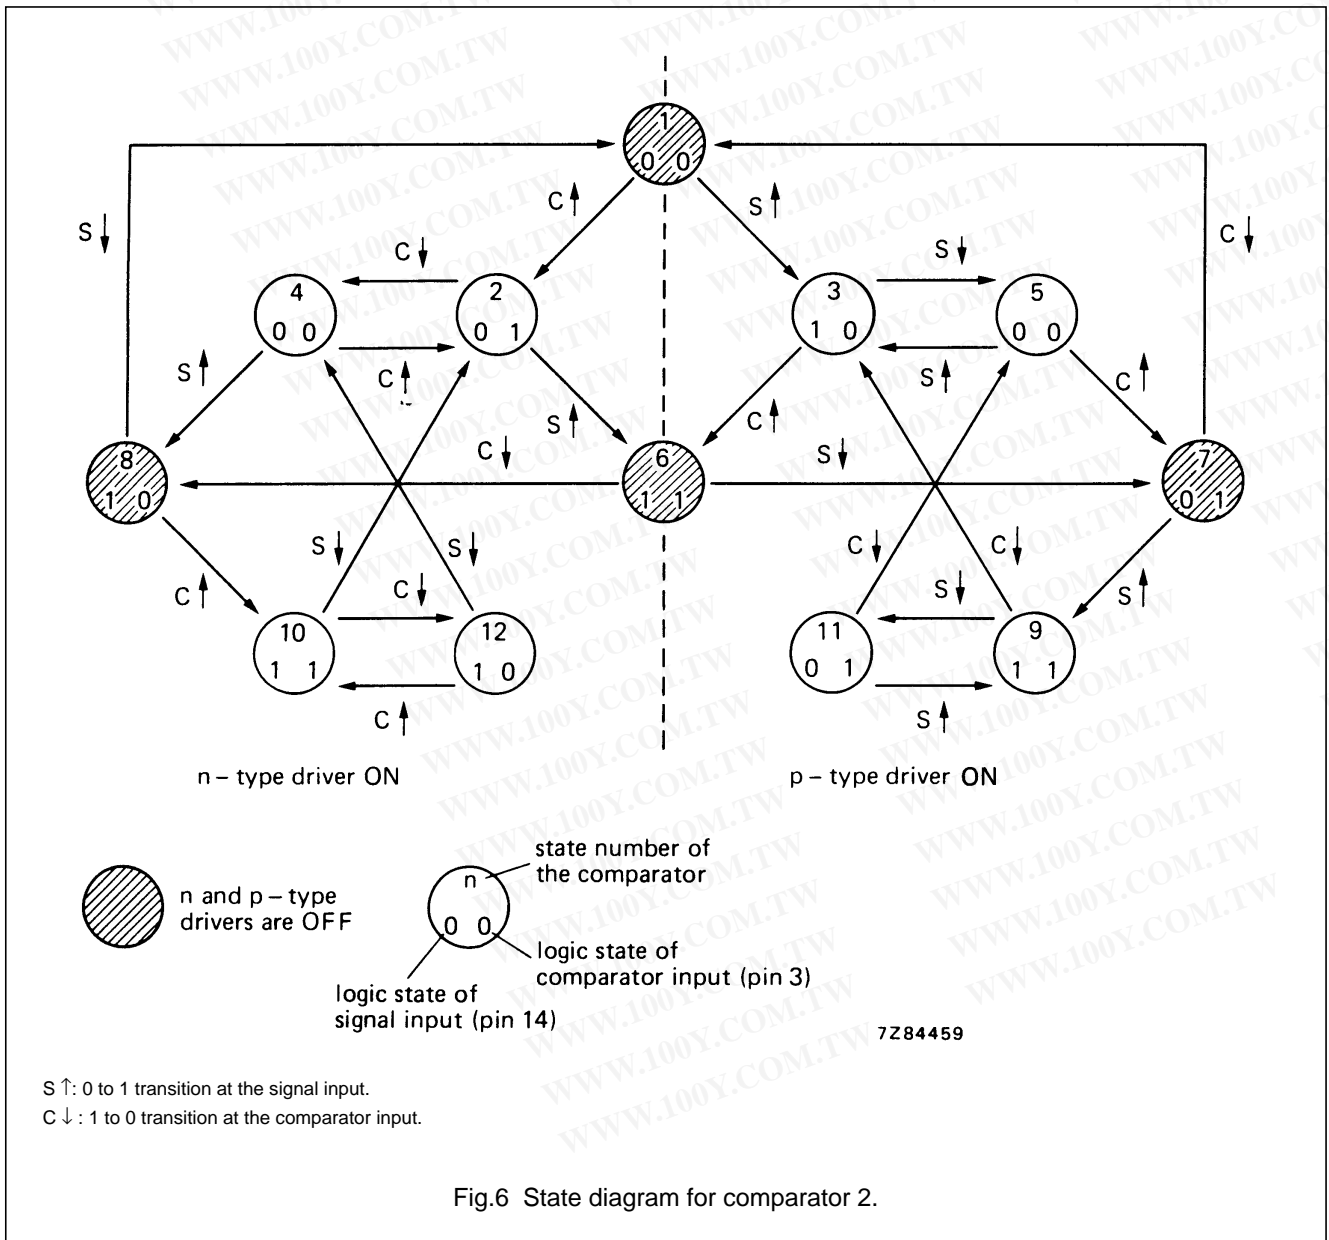 WWW.100Y.COM.TW
1
0 0
S↓
C↑
S↑
C↓
C↓
S↓
4
0 0
2
0 1
3
1 0
5
0 0
S↑
C↑
S↑
C↑
S↑
C↑
C↓
S↓
8
1 0
6
1 1
7
0 1
C↑
S↓
S↓
C↓
C↓
C↓
S↓
S↑
10
1 1
12
1 0
11
0 1
9
1 1
C↑
S↑
n – type driver ON
p – type driver ON
n and p – type
drivers are OFF
n
0 0
state number of
the comparator
logic state of
comparator input (pin 3)
logic state of
signal input (pin 14)
7Z84459
S ↑: 0 to 1 transition at the signal input.
C ↓ : 1 to 0 transition at the comparator input.
Fig.6 State diagram for comparator 2.